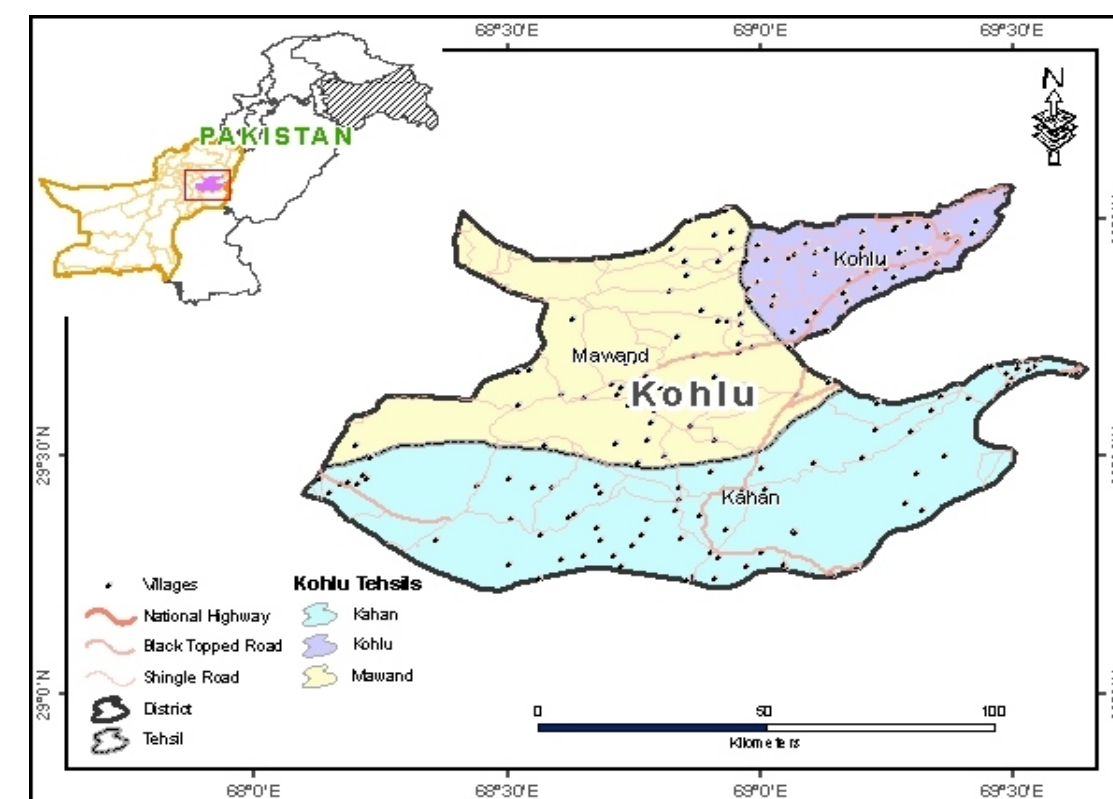 68°30'E 69°0'E 69°30'E
N
PAKISTAN
Kohlu
Mawand
Kohlu
Kahan
29°30'N
29°0'N
Villages
National Highway
Black Topped Road
Shingle Road
District
Tehsil
Kohlu Tehsils
Kahan
Kohlu
Mawand
0 50 100
Kilometers
68°0'E 68°30'E 69°0'E 69°30'E